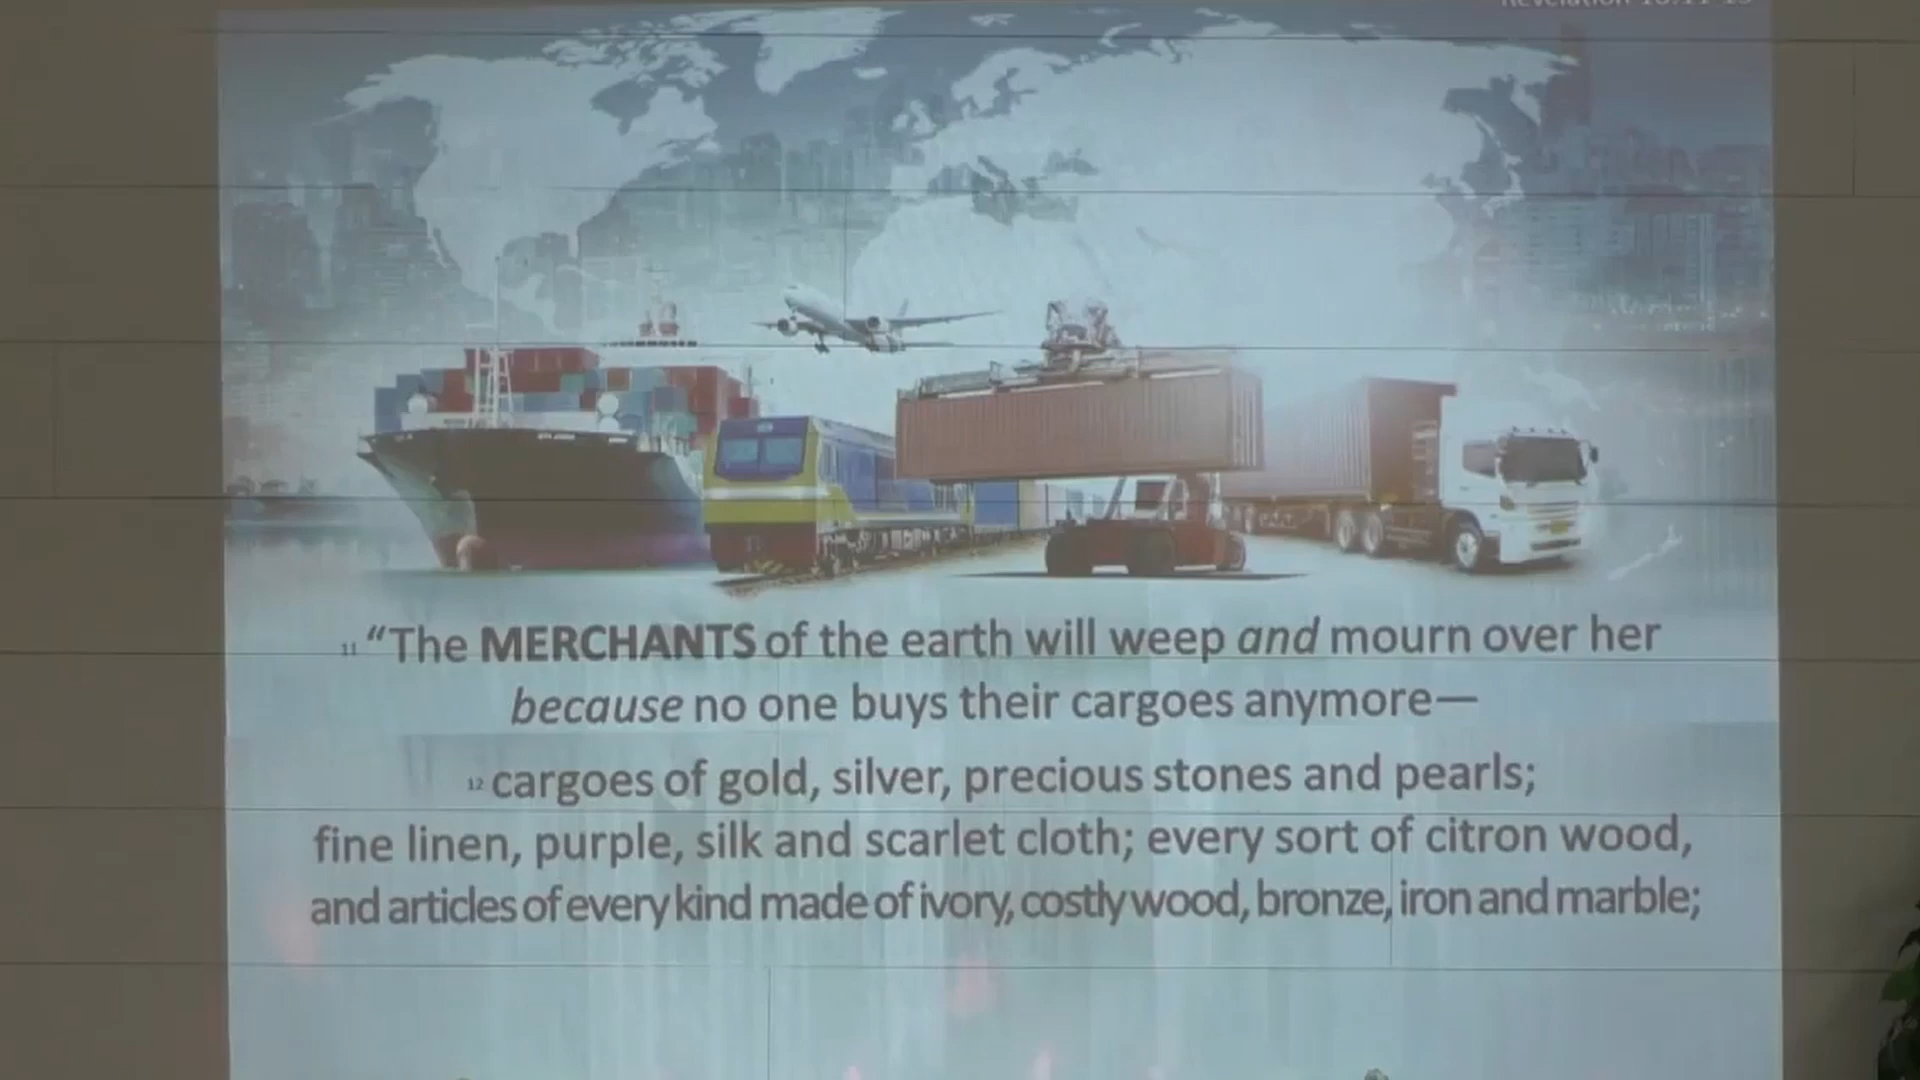 11 “The MERCHANTS of the earth will weep and mourn over her
because no one buys their cargoes anymore—
12 cargoes of gold, silver, precious stones and pearls;
fine linen, purple, silk and scarlet cloth; every sort of citron wood,
and articles of every kind made of ivory, costly wood, bronze, iron and marble;